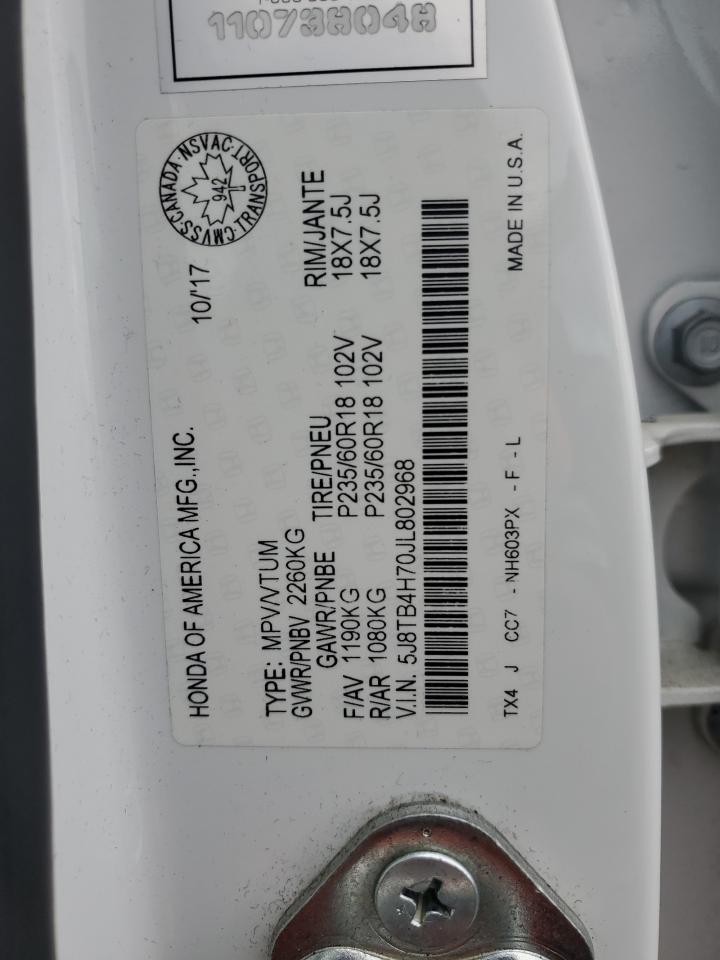 11073H048
CMVSS·CANADA·NSVAC·TRANSPORT·
942
10/'17
HONDA OF AMERICA MFG.,INC.
TYPE: MPV/VTUM
GVWR/PNBV 2260KG
GAWR/PNBE TIRE/PNEU RIM/JANTE
F/AV 1190KG P235/60R18 102V 18X7.5J
R/AR 1080KG P235/60R18 102V 18X7.5J
V.I.N. 5J8TB4H70JL802968
TX4 J CC7 - NH603PX - F - L MADE IN U.S.A.